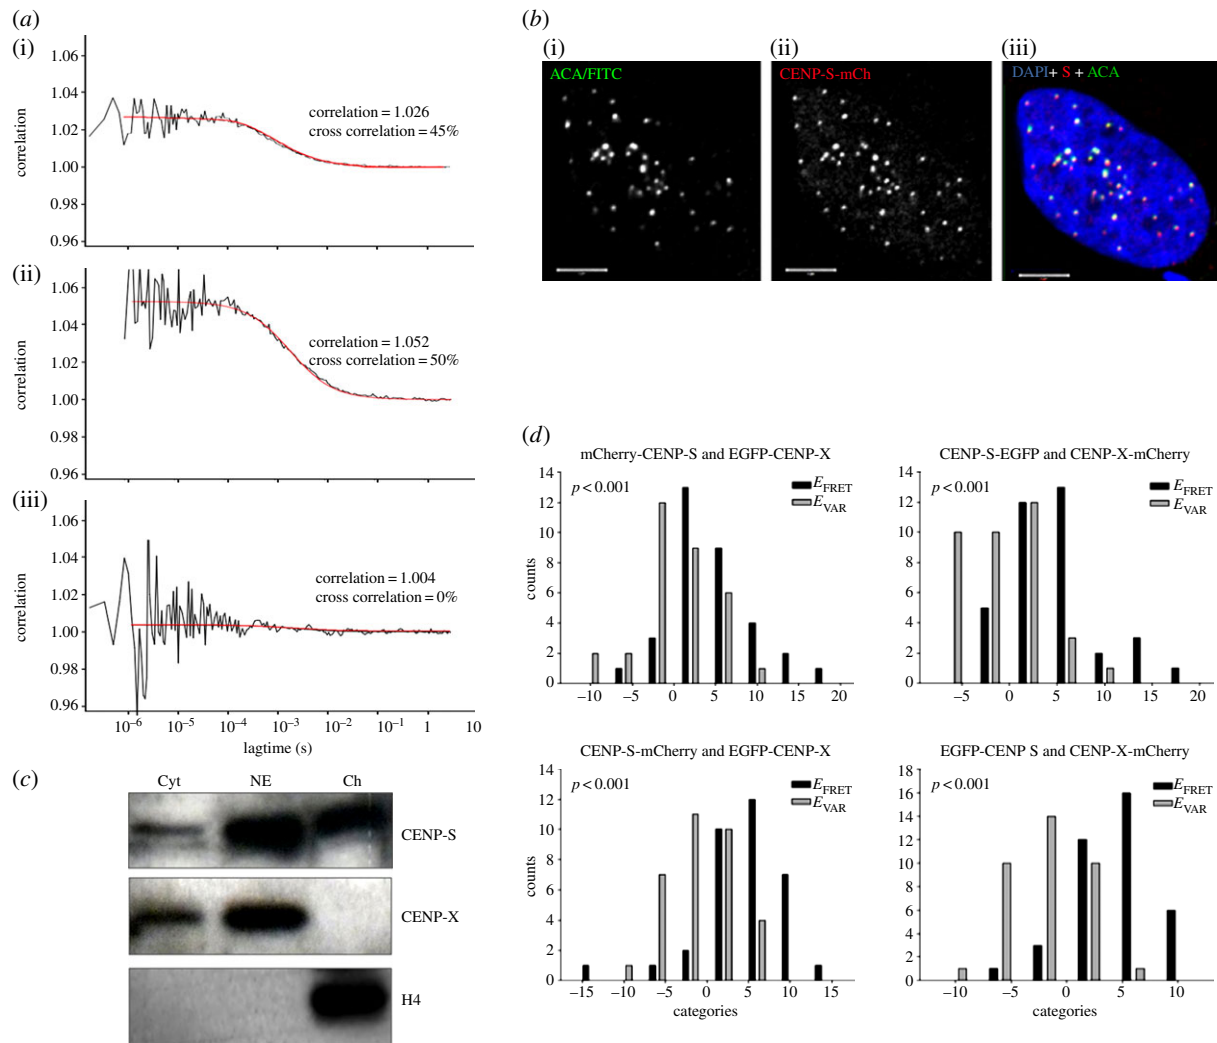 (a)
(i)
1.06
1.04
1.02
1.00
0.98
0.96
correlation
correlation = 1.026
cross correlation = 45%
(ii)
1.06
1.04
1.02
1.00
0.98
0.96
correlation
correlation = 1.052
cross correlation = 50%
(iii)
1.06
1.04
1.02
1.00
0.98
0.96
correlation
correlation = 1.004
cross correlation = 0%
10⁻⁶ 10⁻⁵ 10⁻⁴ 10⁻³ 10⁻² 10⁻¹ 1 10
lagtime (s)
(b)
(i) (ii) (iii)
ACA/FITC
CENP-S-mCh
DAPI+ S + ACA
(c)
Cyt NE Ch
CENP-S
CENP-X
H4
(d)
mCherry-CENP-S and EGFP-CENP-X
14
12
10
8
6
4
2
0
counts
p < 0.001
E_FRET
E_VAR
–10 –5 0 5 10 15 20
CENP-S-EGFP and CENP-X-mCherry
14
12
10
8
6
4
2
0
p < 0.001
E_FRET
E_VAR
–5 0 5 10 15 20
CENP-S-mCherry and EGFP-CENP-X
14
12
10
8
6
4
2
0
counts
p < 0.001
E_FRET
E_VAR
–15 –10 –5 0 5 10 15
categories
EGFP-CENP S and CENP-X-mCherry
18
16
14
12
10
8
6
4
2
0
p < 0.001
E_FRET
E_VAR
–10 –5 0 5 10
categories